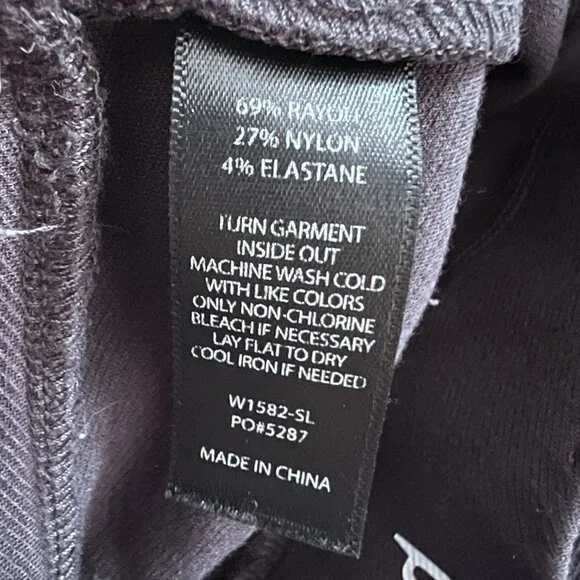 69% RAYON
27% NYLON
4% ELASTANE
TURN GARMENT
INSIDE OUT
MACHINE WASH COLD
WITH LIKE COLORS
ONLY NON-CHLORINE
BLEACH IF NECESSARY
LAY FLAT TO DRY
COOL IRON IF NEEDED
W1582-SL
PO#5287
MADE IN CHINA